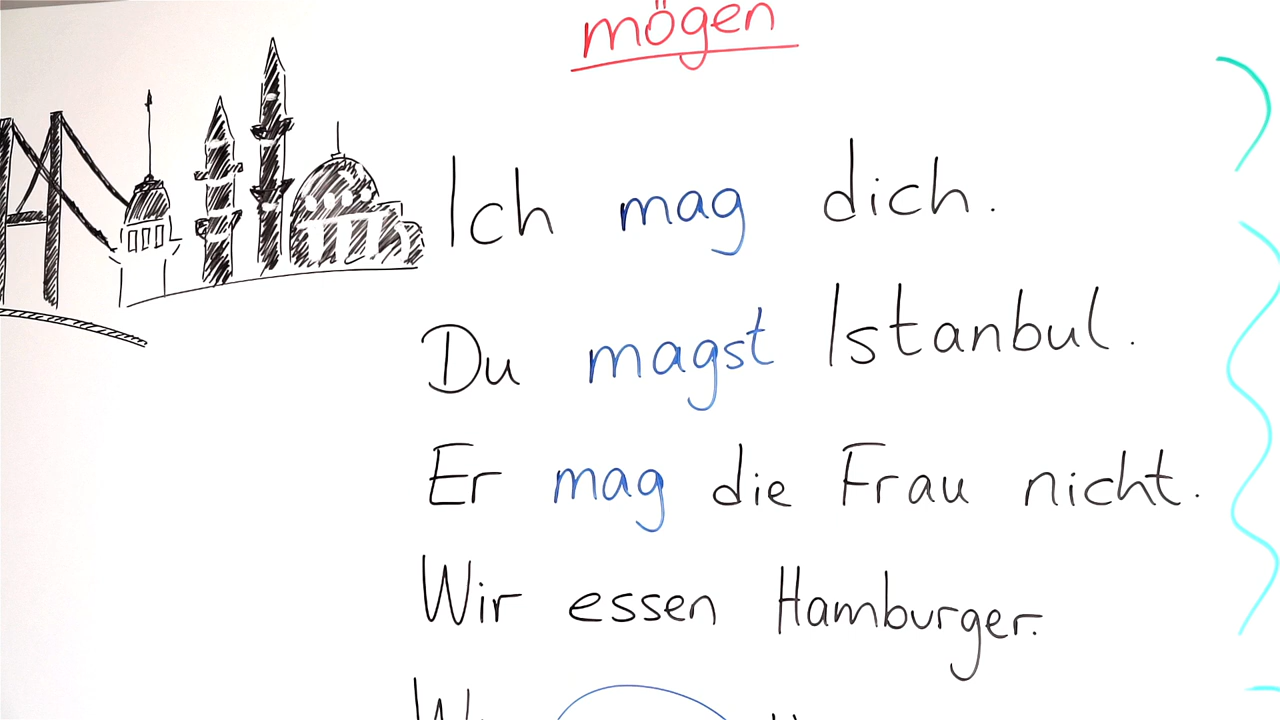 mögen
Ich mag dich.
Du magst Istanbul.
Er mag die Frau nicht.
Wir essen Hamburger.